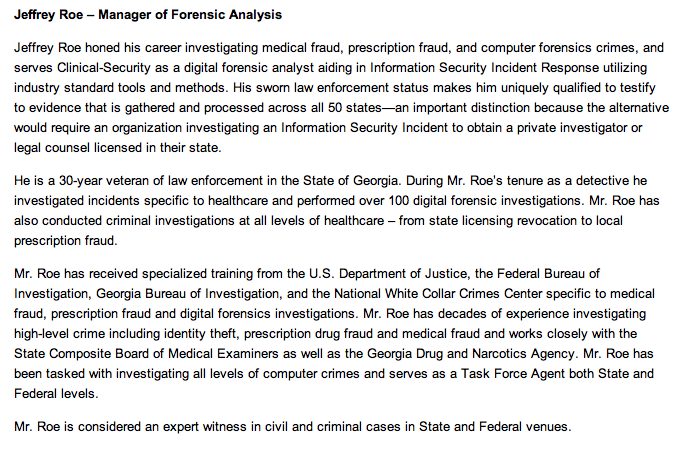 Jeffrey Roe – Manager of Forensic Analysis
Jeffrey Roe honed his career investigating medical fraud, prescription fraud, and computer forensics crimes, and
serves Clinical-Security as a digital forensic analyst aiding in Information Security Incident Response utilizing
industry standard tools and methods. His sworn law enforcement status makes him uniquely qualified to testify
to evidence that is gathered and processed across all 50 states—an important distinction because the alternative
would require an organization investigating an Information Security Incident to obtain a private investigator or
legal counsel licensed in their state.
He is a 30-year veteran of law enforcement in the State of Georgia. During Mr. Roe's tenure as a detective he
investigated incidents specific to healthcare and performed over 100 digital forensic investigations. Mr. Roe has
also conducted criminal investigations at all levels of healthcare – from state licensing revocation to local
prescription fraud.
Mr. Roe has received specialized training from the U.S. Department of Justice, the Federal Bureau of
Investigation, Georgia Bureau of Investigation, and the National White Collar Crimes Center specific to medical
fraud, prescription fraud and digital forensics investigations. Mr. Roe has decades of experience investigating
high-level crime including identity theft, prescription drug fraud and medical fraud and works closely with the
State Composite Board of Medical Examiners as well as the Georgia Drug and Narcotics Agency. Mr. Roe has
been tasked with investigating all levels of computer crimes and serves as a Task Force Agent both State and
Federal levels.
Mr. Roe is considered an expert witness in civil and criminal cases in State and Federal venues.